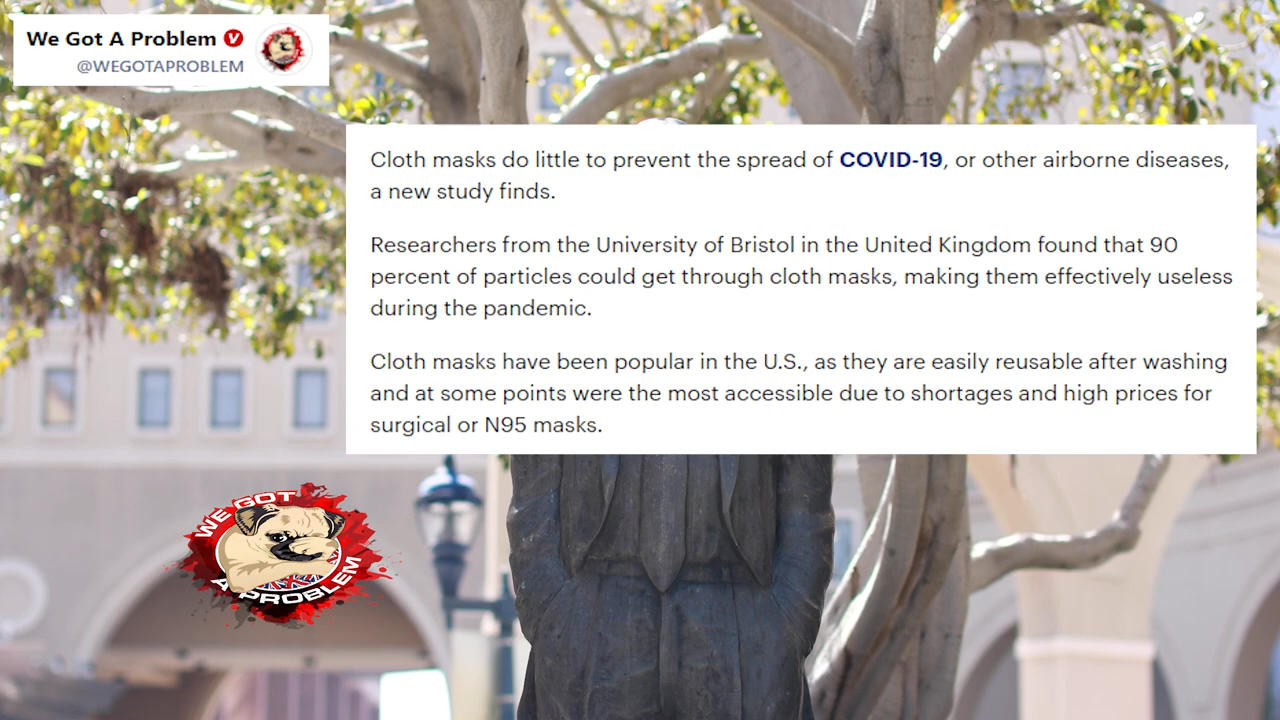 We Got A Problem
@WEGOTAPROBLEM
Cloth masks do little to prevent the spread of COVID-19, or other airborne diseases,
a new study finds.
Researchers from the University of Bristol in the United Kingdom found that 90
percent of particles could get through cloth masks, making them effectively useless
during the pandemic.
Cloth masks have been popular in the U.S., as they are easily reusable after washing
and at some points were the most accessible due to shortages and high prices for
surgical or N95 masks.
WE GOT
A PROBLEM